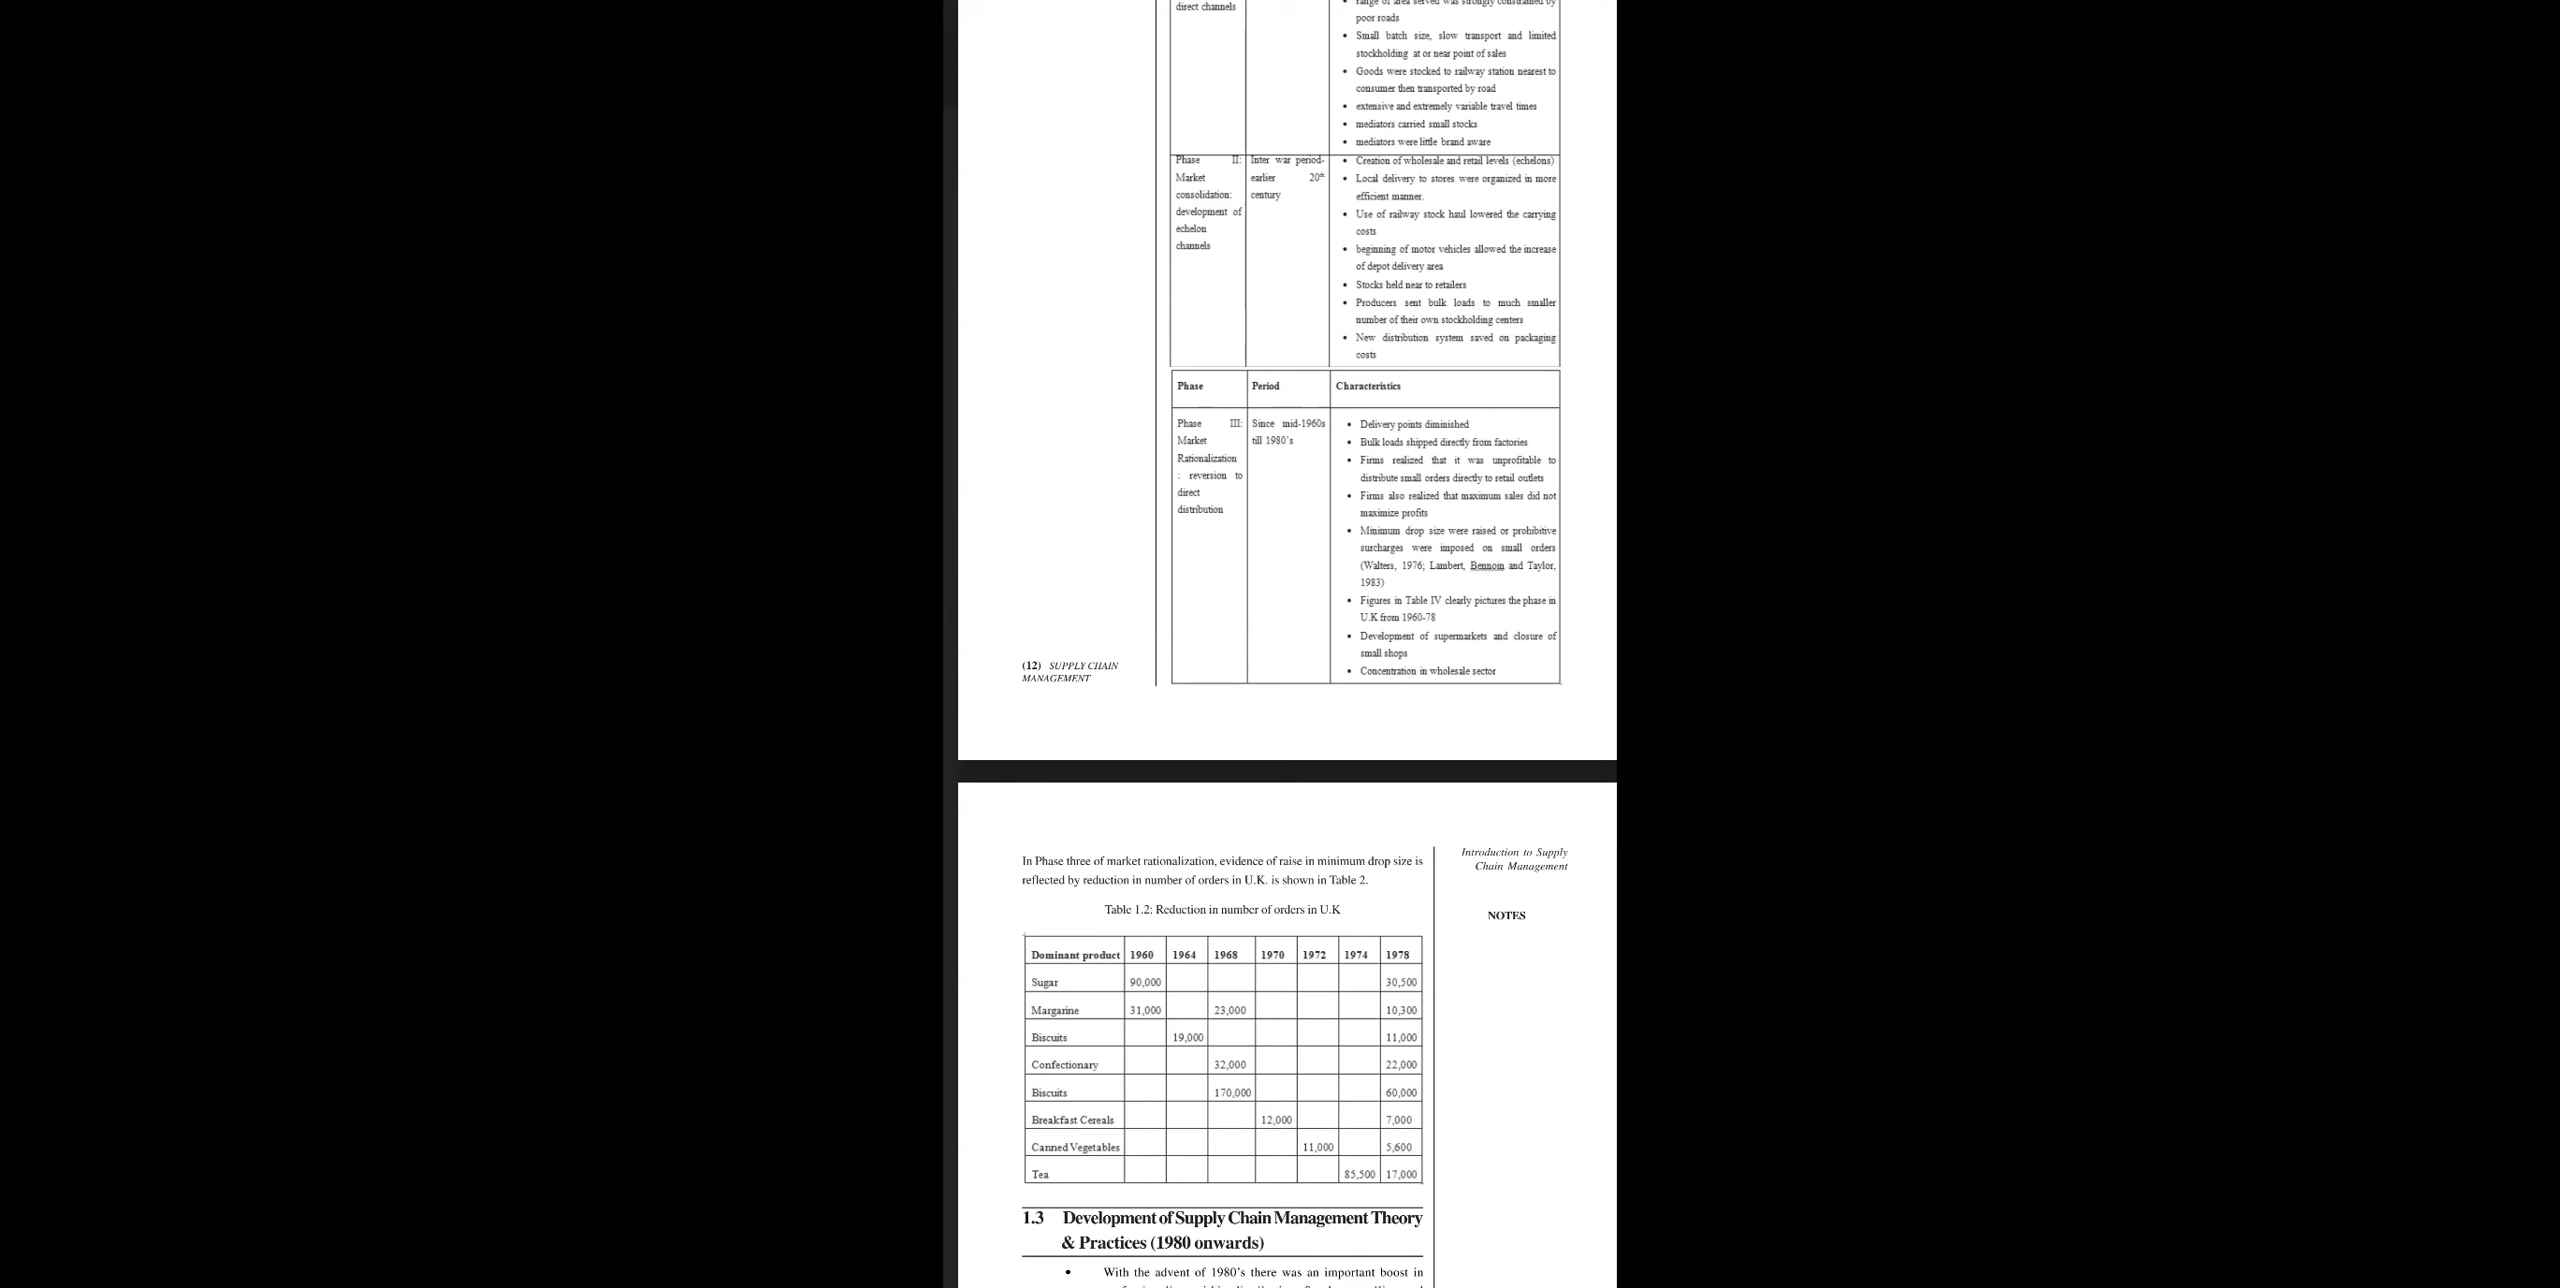 direct channels
range of area served was strongly constrained by
poor roads
Small batch size, slow transport and limited
stockholding at or near point of sales
Goods were stocked to railway station nearest to
consumer then transported by road
extensive and extremely variable travel times
mediators carried small stocks
mediators were little brand aware
Phase II:
Market
consolidation:
development of
echelon
channels
Inter war period-
earlier 20th
century
Creation of wholesale and retail levels (echelons)
Local delivery to stores were organized in more
efficient manner.
Use of railway stock haul lowered the carrying
costs
beginning of motor vehicles allowed the increase
of depot delivery area
Stocks held near to retailers
Producers sent bulk loads to much smaller
number of their own stockholding centers
New distribution system saved on packaging
costs
Phase Period Characteristics
Phase III:
Market
Rationalization
: reversion to
direct
distribution
Since mid-1960s
till 1980's
Delivery points diminished
Bulk loads shipped directly from factories
Firms realized that it was unprofitable to
distribute small orders directly to retail outlets
Firms also realized that maximum sales did not
maximize profits
Minimum drop size were raised or prohibitive
surcharges were imposed on small orders
(Walters, 1976; Lambert, Bennoin and Taylor,
1983)
Figures in Table IV clearly pictures the phase in
U.K from 1960-78
Development of supermarkets and closure of
small shops
Concentration in wholesale sector
(12) SUPPLY CHAIN
MANAGEMENT
In Phase three of market rationalization, evidence of raise in minimum drop size is
reflected by reduction in number of orders in U.K. is shown in Table 2.
Introduction to Supply
Chain Management
NOTES
Table 1.2: Reduction in number of orders in U.K
Dominant product 1960 1964 1968 1970 1972 1974 1978
Sugar 90,000 30,500
Margarine 31,000 23,000 10,300
Biscuits 19,000 11,000
Confectionary 32,000 22,000
Biscuits 170,000 60,000
Breakfast Cereals 12,000 7,000
Canned Vegetables 11,000 5,600
Tea 85,500 17,000
1.3 Development of Supply Chain Management Theory
& Practices (1980 onwards)
• With the advent of 1980's there was an important boost in